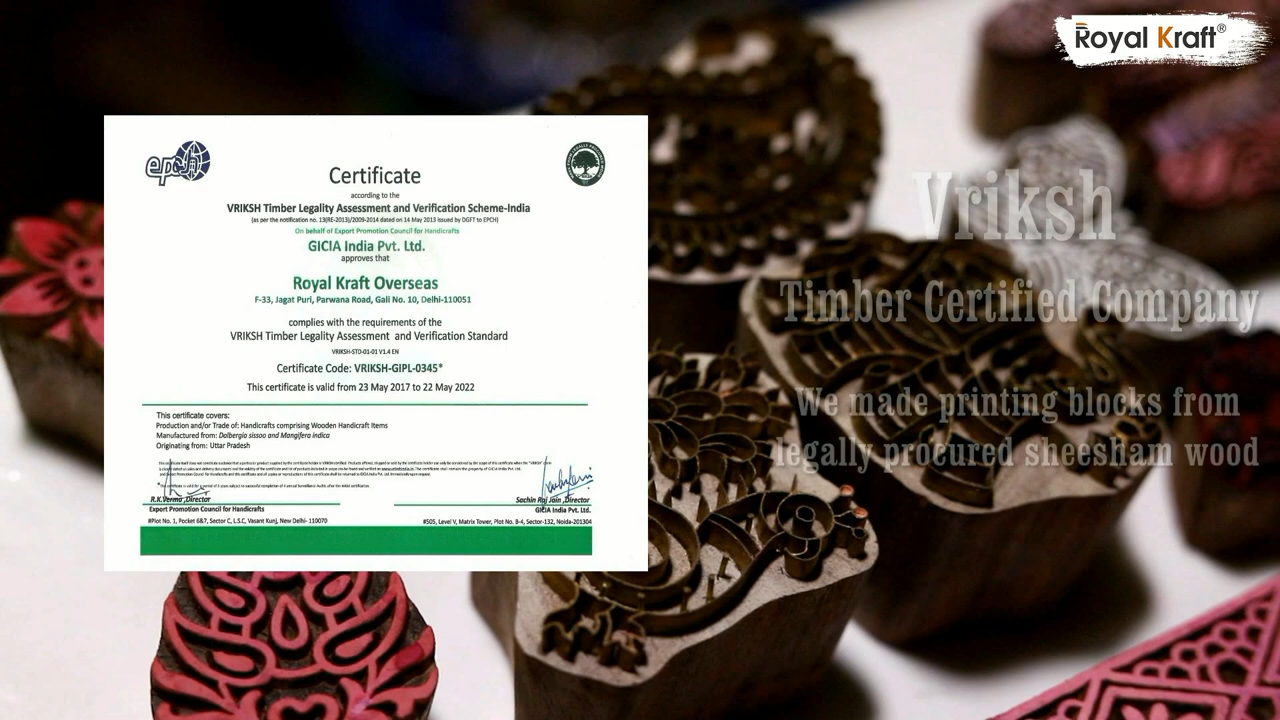 Royal Kraft®
epch
Certificate
according to the
VRIKSH Timber Legality Assessment and Verification Scheme-India
(as per the notification no. 13(RE-2013)/2009-2014 dated on 14 May 2013 issued by DGFT to EPCH)
On behalf of Export Promotion Council for Handicrafts
GICIA India Pvt. Ltd.
approves that
Royal Kraft Overseas
F-33, Jagat Puri, Parwana Road, Gali No. 10, Delhi-110051
complies with the requirements of the
VRIKSH Timber Legality Assessment and Verification Standard
VRIKSH-STD-01-01 V1.4 EN
Certificate Code: VRIKSH-GIPL-0345*
This certificate is valid from 23 May 2017 to 22 May 2022
This certificate covers:
Production and/or Trade of: Handicrafts comprising Wooden Handicraft Items
Manufactured from: Dalbergia sissoo and Mangifera indica
Originating from: Uttar Pradesh
R.K.Verma ,Director
Export Promotion Council for Handicrafts
#Plot No. 1, Pocket 6&7, Sector C, L.S.C, Vasant Kunj, New Delhi- 110070
Sachin Raj Jain ,Director
GICIA India Pvt. Ltd.
#505, Level V, Matrix Tower, Plot No. B-4, Sector-132, Noida-201304
Vriksh
Timber Certified Company
We made printing blocks from
legally procured sheesham wood